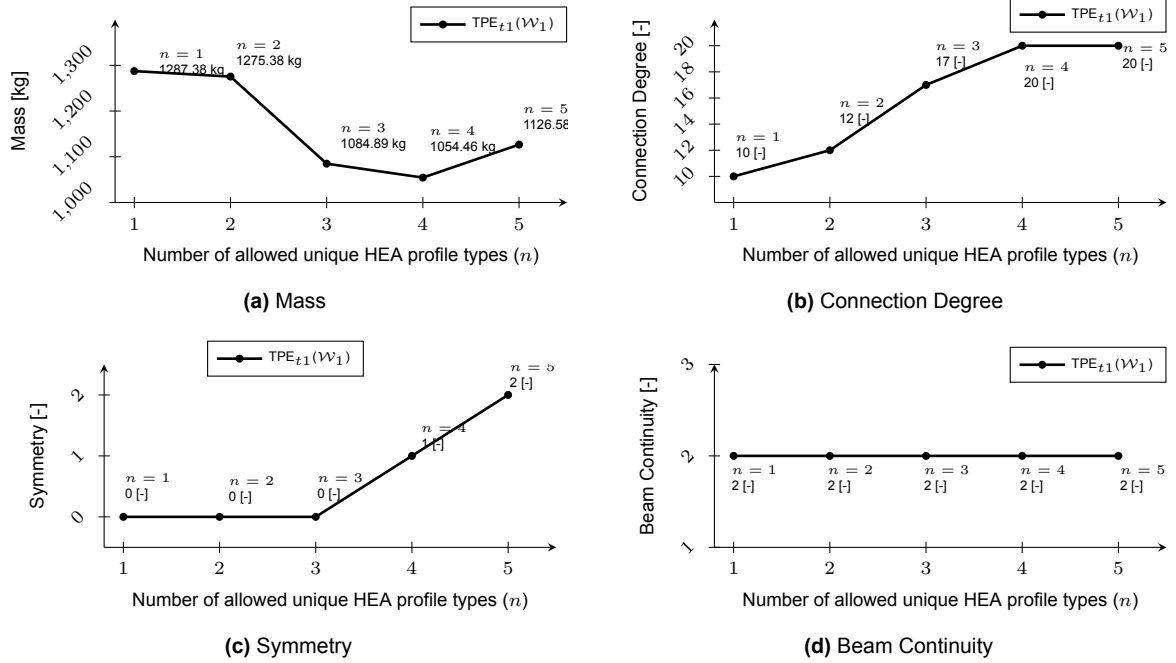 TPE_{t1}(𝒲_1)
Mass [kg]
1,300
1,200
1,100
1,000
n = 1
1287.38 kg
n = 2
1275.38 kg
n = 3
1084.89 kg
n = 4
1054.46 kg
n = 5
1126.58
1 2 3 4 5
Number of allowed unique HEA profile types (n)
(a) Mass
TPE_{t1}(𝒲_1)
Connection Degree [-]
20
18
16
14
12
10
n = 1
10 [-]
n = 2
12 [-]
n = 3
17 [-]
n = 4
20 [-]
n = 5
20 [-]
1 2 3 4 5
Number of allowed unique HEA profile types (n)
(b) Connection Degree
TPE_{t1}(𝒲_1)
Symmetry [-]
2
1
0
n = 1
0 [-]
n = 2
0 [-]
n = 3
0 [-]
n = 4
1 [-]
n = 5
2 [-]
1 2 3 4 5
Number of allowed unique HEA profile types (n)
(c) Symmetry
TPE_{t1}(𝒲_1)
Beam Continuity [-]
3
2
1
n = 1
2 [-]
n = 2
2 [-]
n = 3
2 [-]
n = 4
2 [-]
n = 5
2 [-]
1 2 3 4 5
Number of allowed unique HEA profile types (n)
(d) Beam Continuity